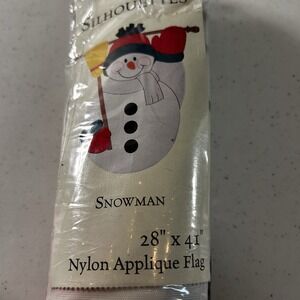 SILHOUETTES
SNOWMAN
28" x 41"
Nylon Applique Flag